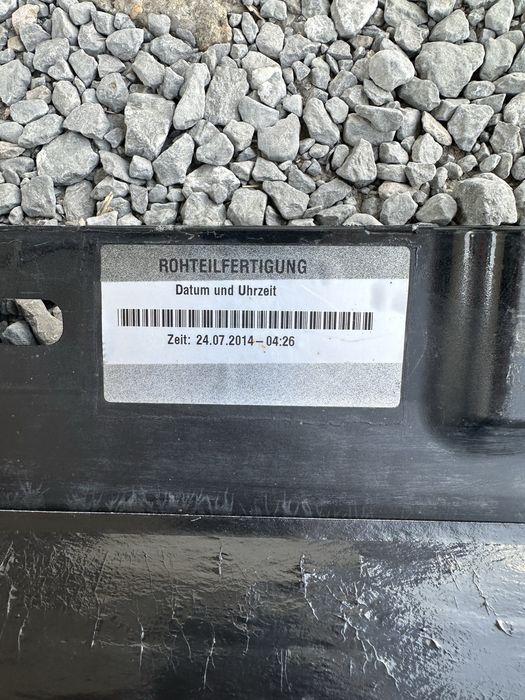 ROHTEILFERTIGUNG
Datum und Uhrzeit
Zeit: 24.07.2014-04:26